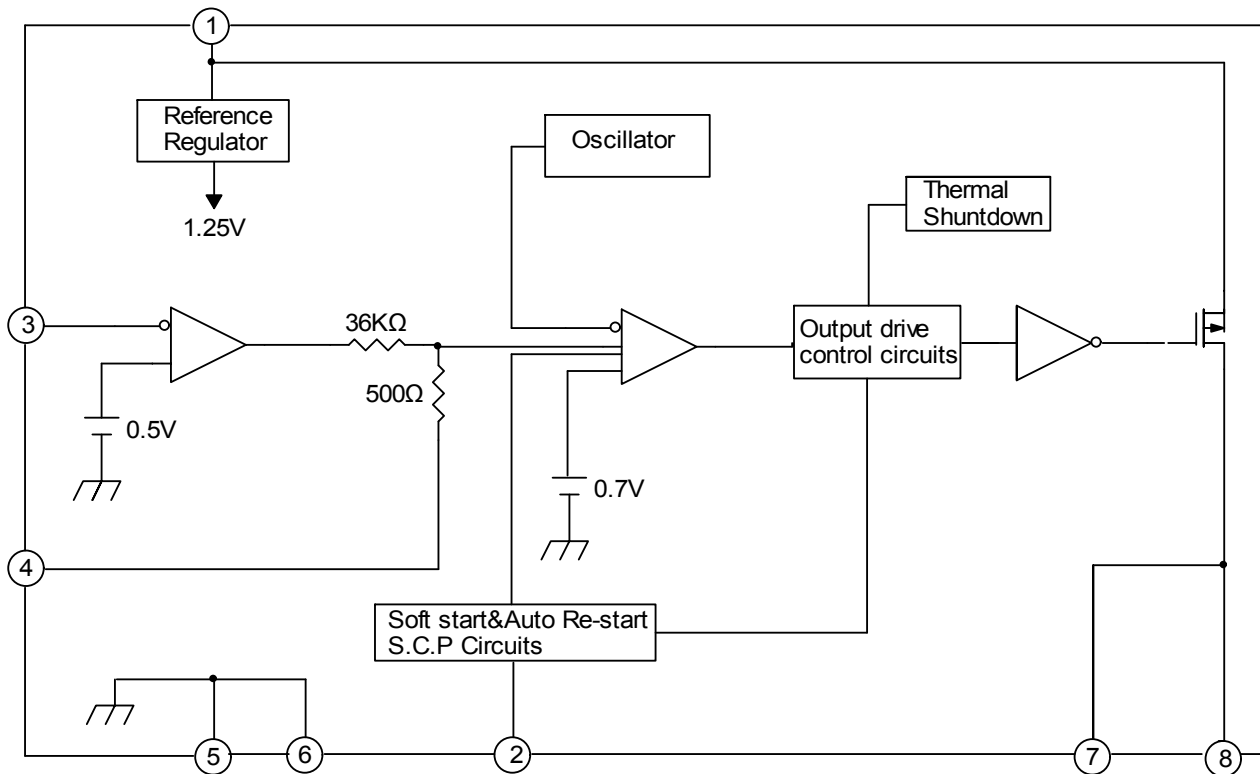 1
Reference
Regulator
1.25V
Oscillator
Thermal
Shuntdown
3
36KΩ
500Ω
0.5V
0.7V
Output drive
control circuits
4
Soft start&Auto Re-start
S.C.P Circuits
5
6
2
7
8